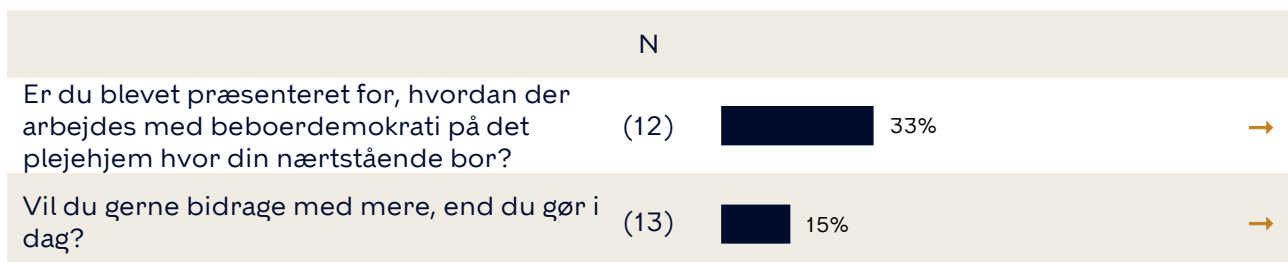 N
Er du blevet præsenteret for, hvordan der
arbejdes med beboerdemokrati på det
plejehjem hvor din nærtstående bor?
(12)
33%
→
Vil du gerne bidrage med mere, end du gør i
dag?
(13)
15%
→